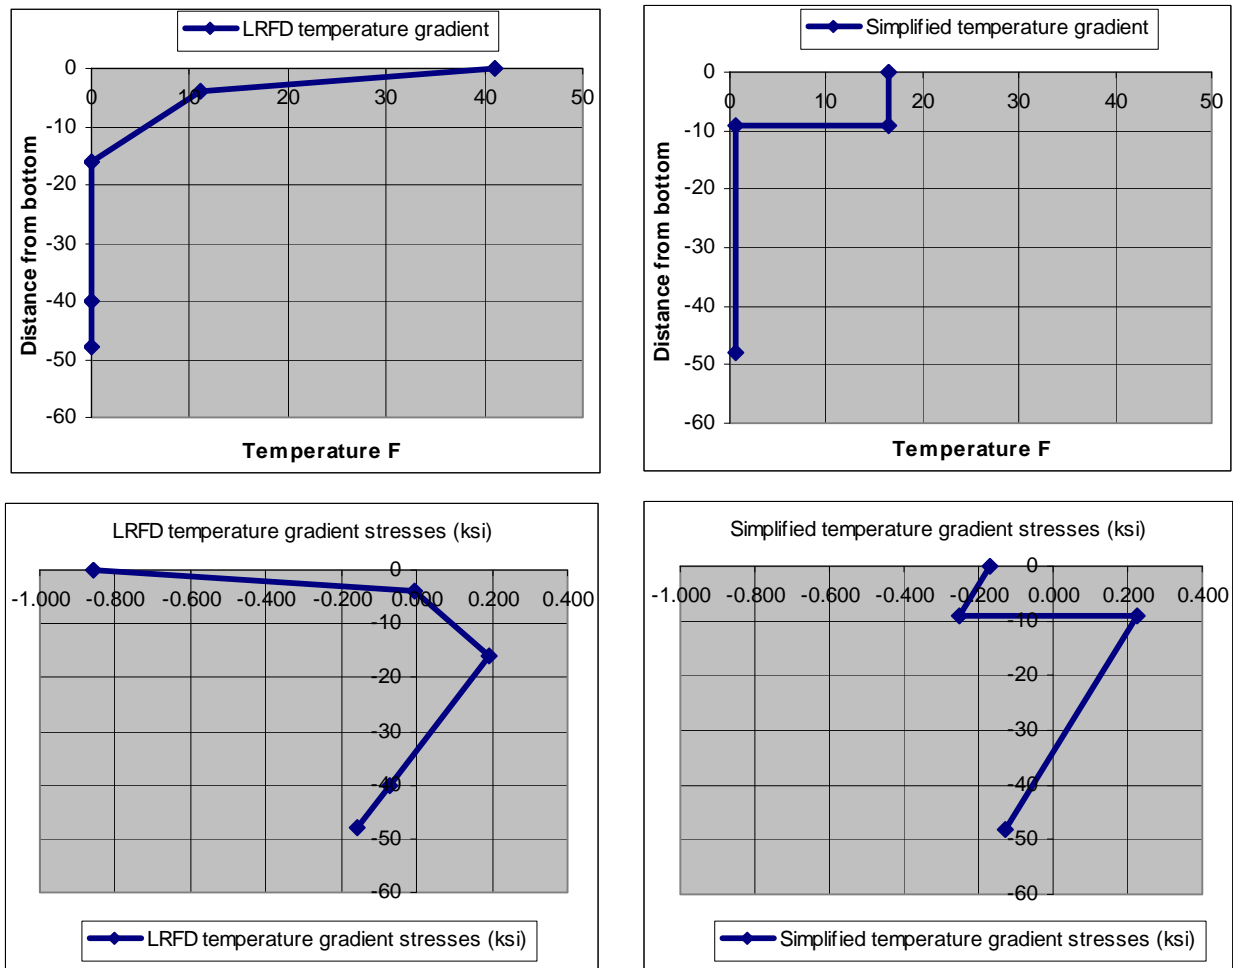 LRFD temperature gradient
0
0 10 20 30 40 50
-10
-20
-30
-40
-50
-60
Distance from bottom
Temperature F
Simplified temperature gradient
0
0 10 20 30 40 50
-10
-20
-30
-40
-50
-60
Distance from bottom
Temperature F
LRFD temperature gradient stresses (ksi)
0
-1.000 -0.800 -0.600 -0.400 -0.200 0.000 0.200 0.400
-10
-20
-30
-40
-50
-60
LRFD temperature gradient stresses (ksi)
Simplified temperature gradient stresses (ksi)
0
-1.000 -0.800 -0.600 -0.400 -0.200 0.000 0.200 0.400
-10
-20
-30
-40
-50
-60
Simplified temperature gradient stresses (ksi)